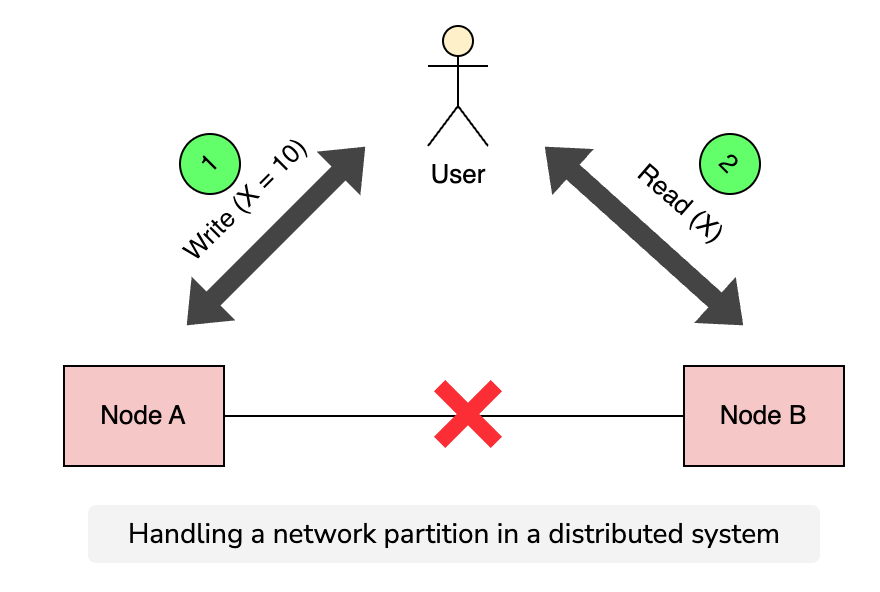 1
Write (X = 10)
User
2
Read (X)
Node A
Node B
Handling a network partition in a distributed system